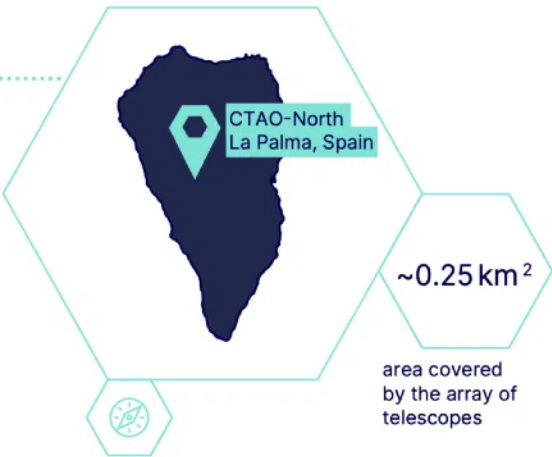 CTAO-North
La Palma, Spain
~0.25 km²
area covered
by the array of
telescopes